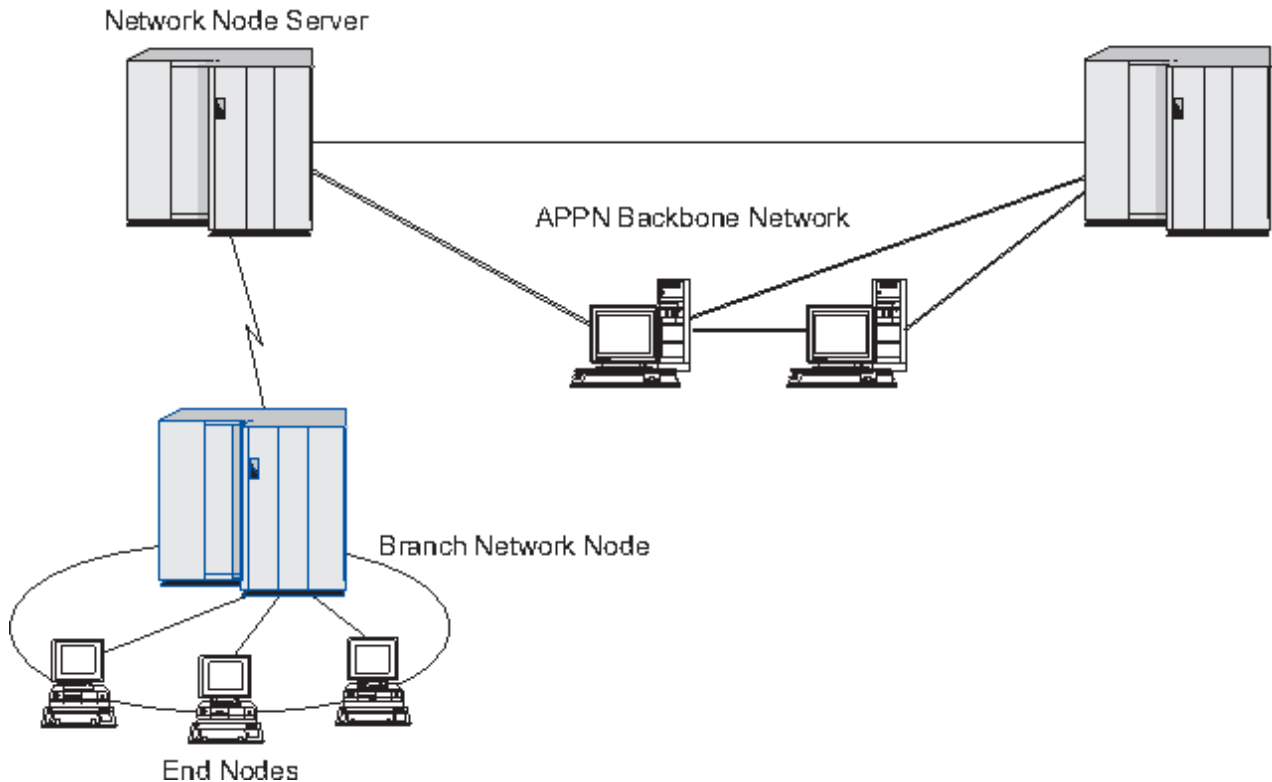 Network Node Server
APPN Backbone Network
Branch Network Node
End Nodes